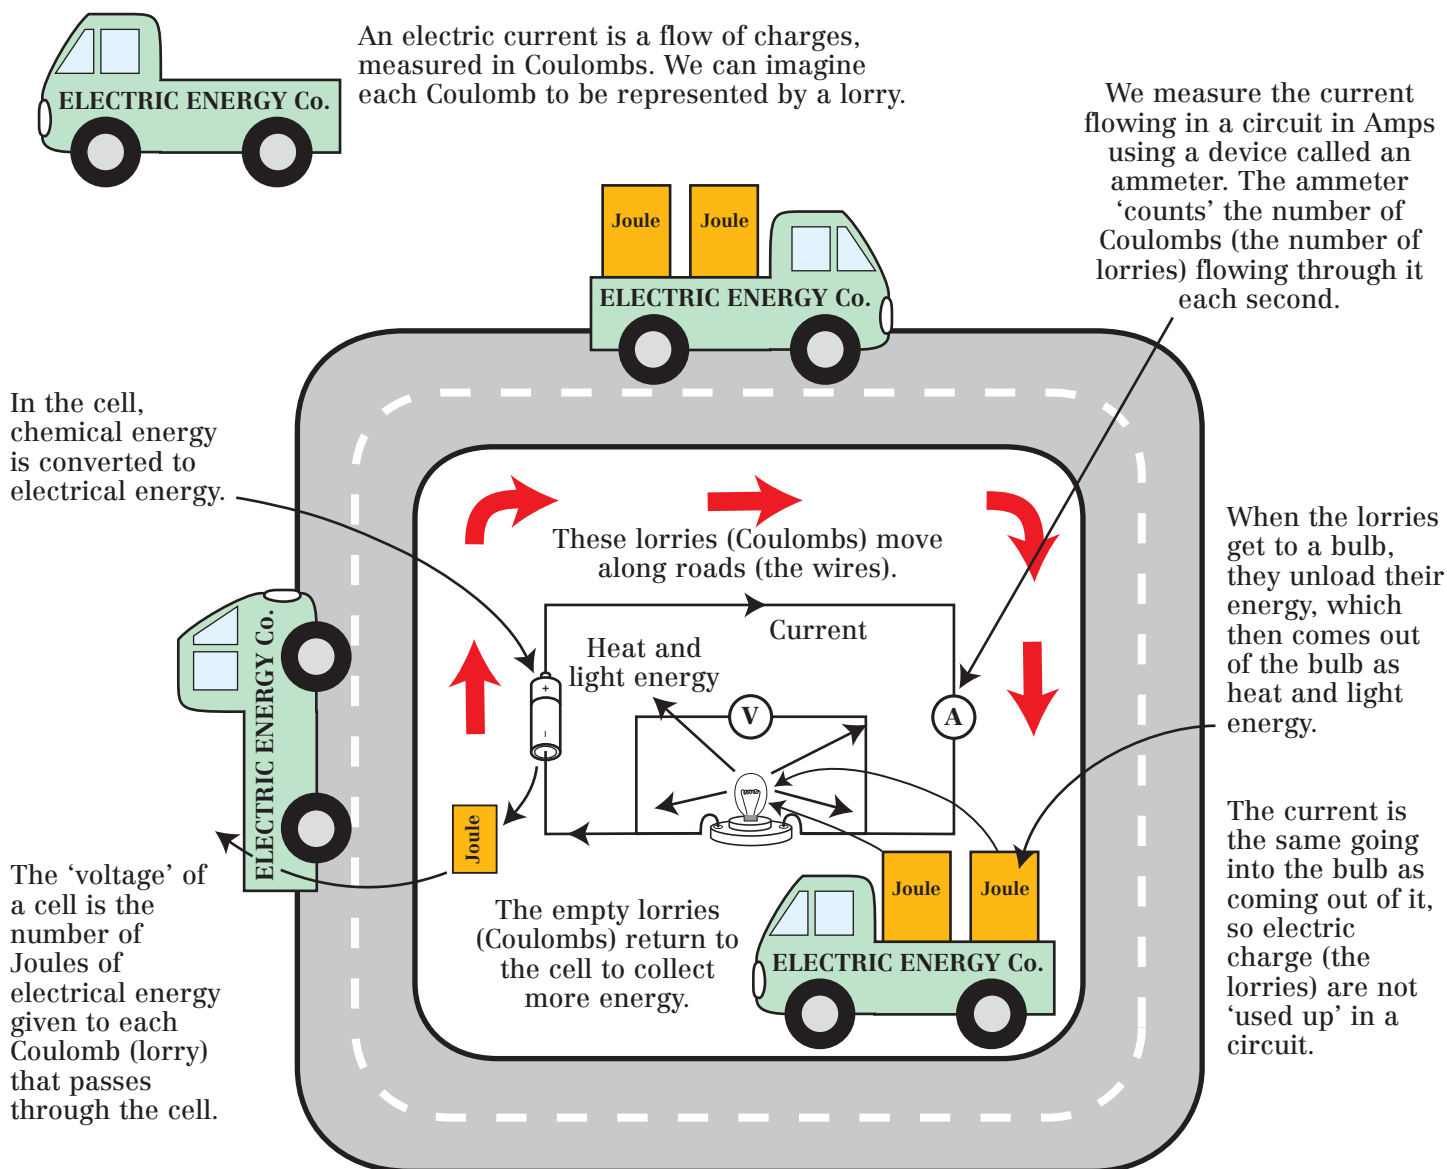 An electric current is a flow of charges,
measured in Coulombs. We can imagine
each Coulomb to be represented by a lorry.
ELECTRIC ENERGY Co.
We measure the current
flowing in a circuit in Amps
using a device called an
ammeter. The ammeter
‘counts’ the number of
Coulombs (the number of
lorries) flowing through it
each second.
Joule
Joule
ELECTRIC ENERGY Co.
In the cell,
chemical energy
is converted to
electrical energy.
These lorries (Coulombs) move
along roads (the wires).
Current
Heat and
light energy
+
-
V
A
When the lorries
get to a bulb,
they unload their
energy, which
then comes out
of the bulb as
heat and light
energy.
ELECTRIC ENERGY Co.
Joule
The ‘voltage’ of
a cell is the
number of
Joules of
electrical energy
given to each
Coulomb (lorry)
that passes
through the cell.
The empty lorries
(Coulombs) return to
the cell to collect
more energy.
Joule
Joule
ELECTRIC ENERGY Co.
The current is
the same going
into the bulb as
coming out of it,
so electric
charge (the
lorries) are not
‘used up’ in a
circuit.